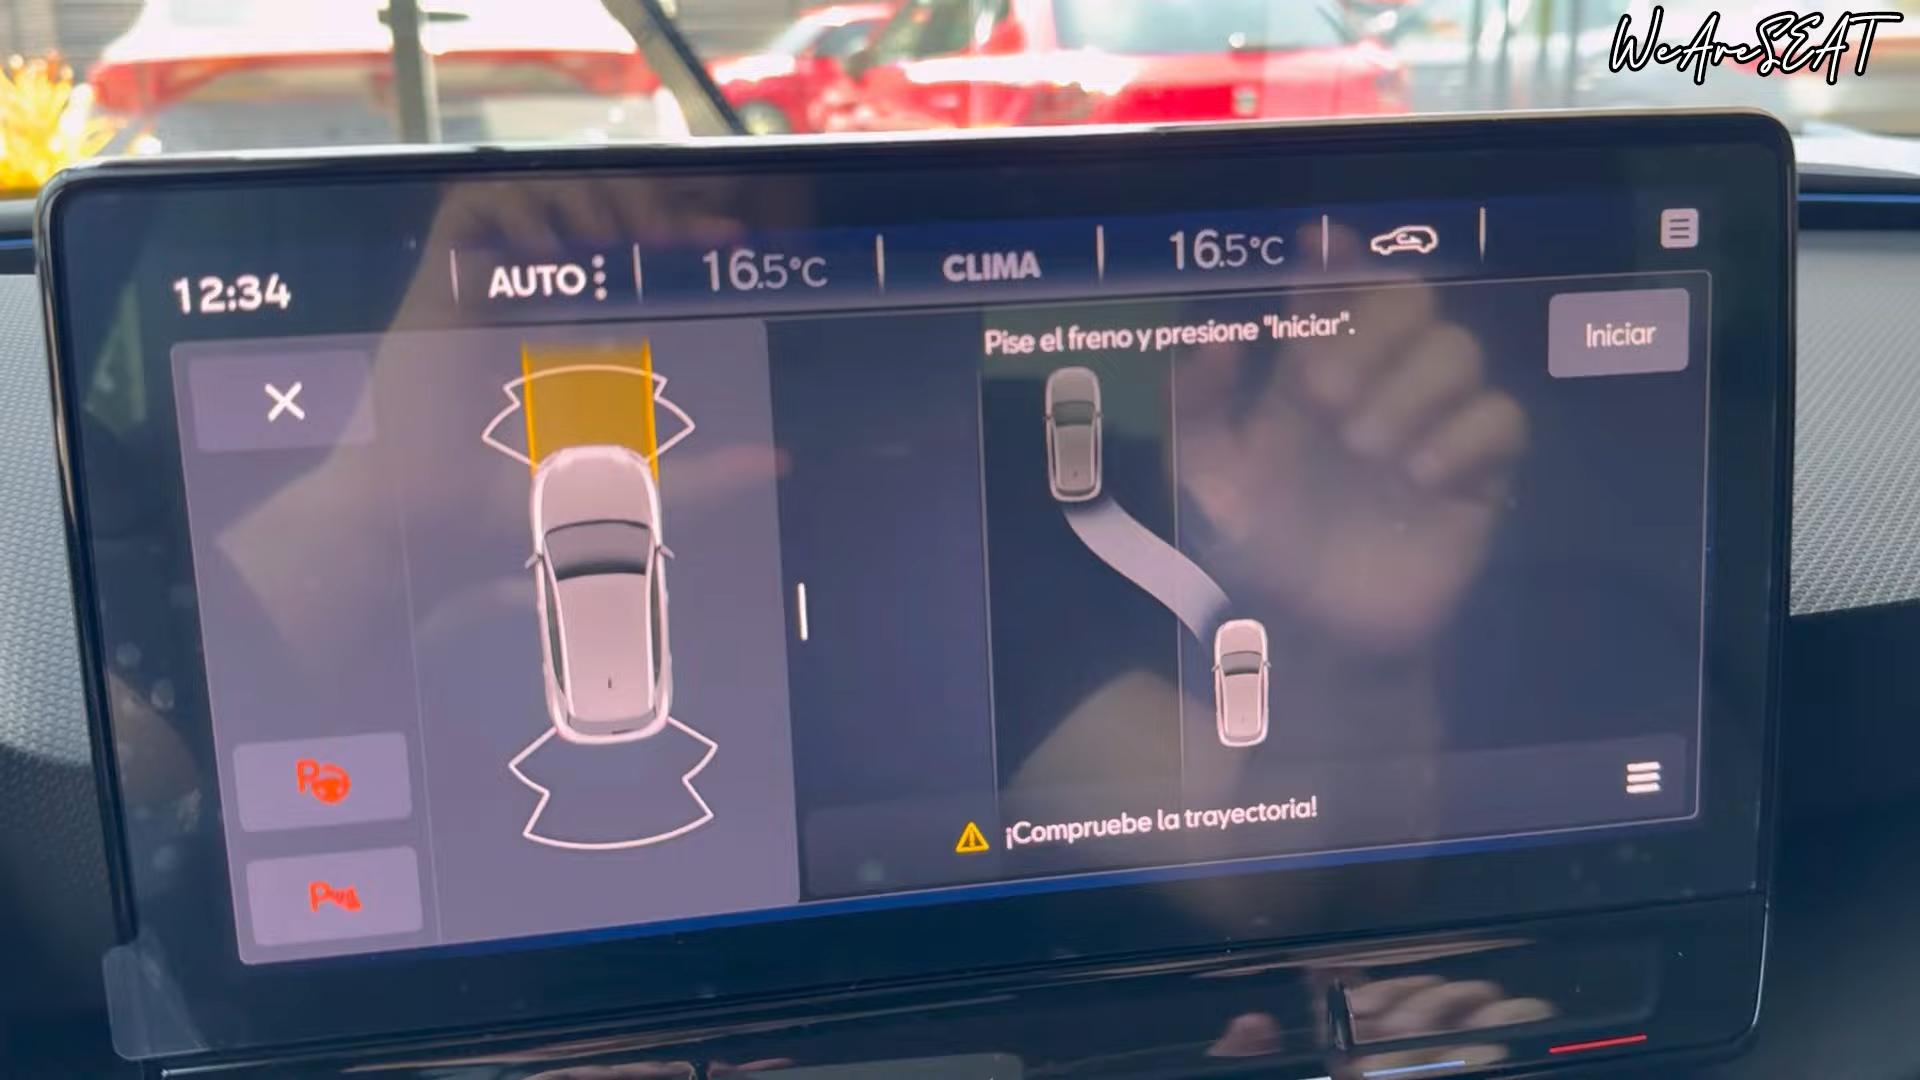 WeAreSEAT
12:34
AUTO
16.5°C
CLIMA
16.5°C
Pise el freno y presione "Iniciar".
Iniciar
¡Compruebe la trayectoria!